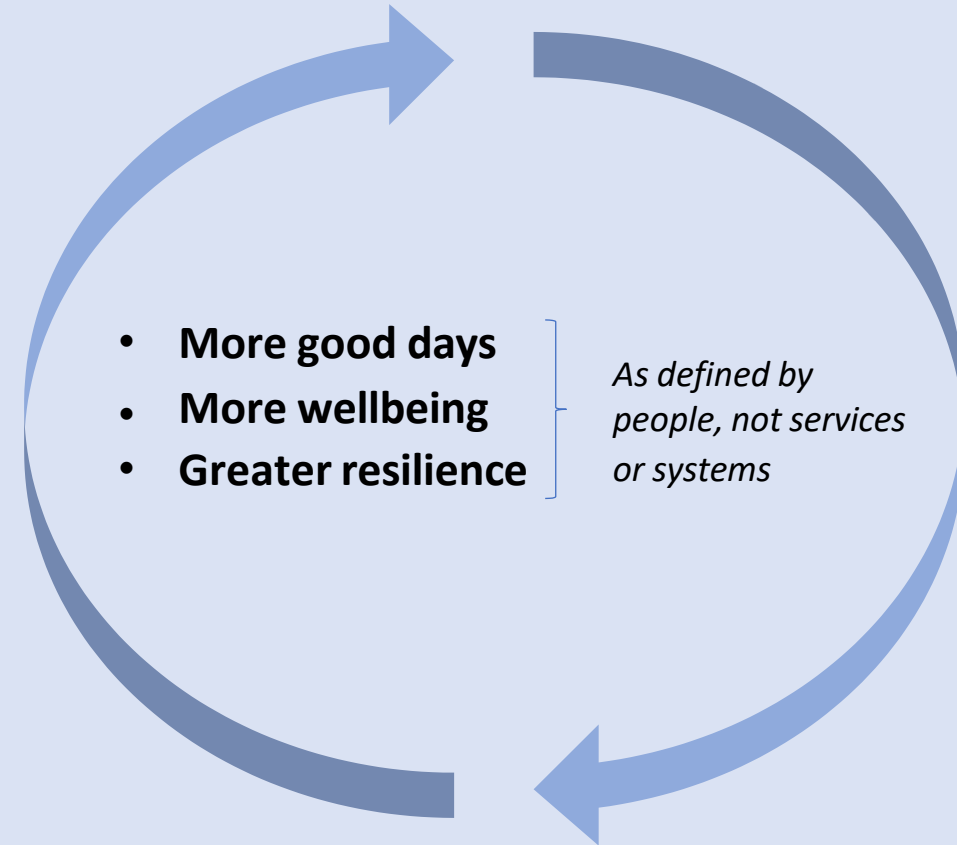 • More good days
• More wellbeing
• Greater resilience
As defined by
people, not services
or systems